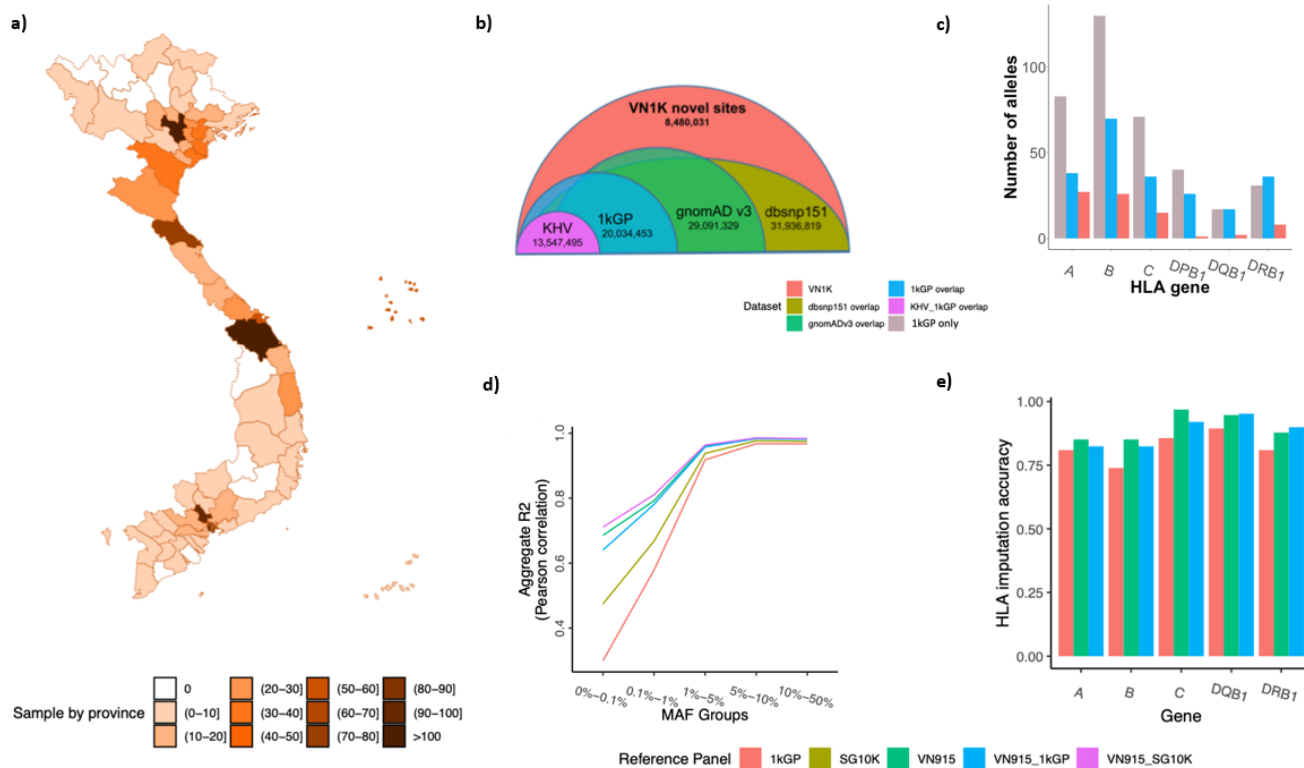 a)
Sample by province
0
(0−10]
(10−20]
(20−30]
(30−40]
(40−50]
(50−60]
(60−70]
(70−80]
(80−90]
(90−100]
>100
b)
VN1K novel sites
8,480,031
KHV
13,547,495
1kGP
20,034,453
gnomAD v3
29,091,329
dbsnp151
31,936,819
Dataset
VN1K
dbsnp151 overlap
gnomADv3 overlap
1kGP overlap
KHV_1kGP overlap
1kGP only
c)
Number of alleles
100
50
0
A
B
C
DPB1
DQB1
DRB1
HLA gene
d)
Aggregate R2
(Pearson correlation)
1.0
0.8
0.6
0.4
0%−0.1%
0.1%−1%
1%−5%
5%−10%
10%−50%
MAF Groups
e)
HLA imputation accuracy
1.00
0.75
0.50
0.25
0.00
A
B
C
DQB1
DRB1
Gene
Reference Panel
1kGP
SG10K
VN915
VN915_1kGP
VN915_SG10K